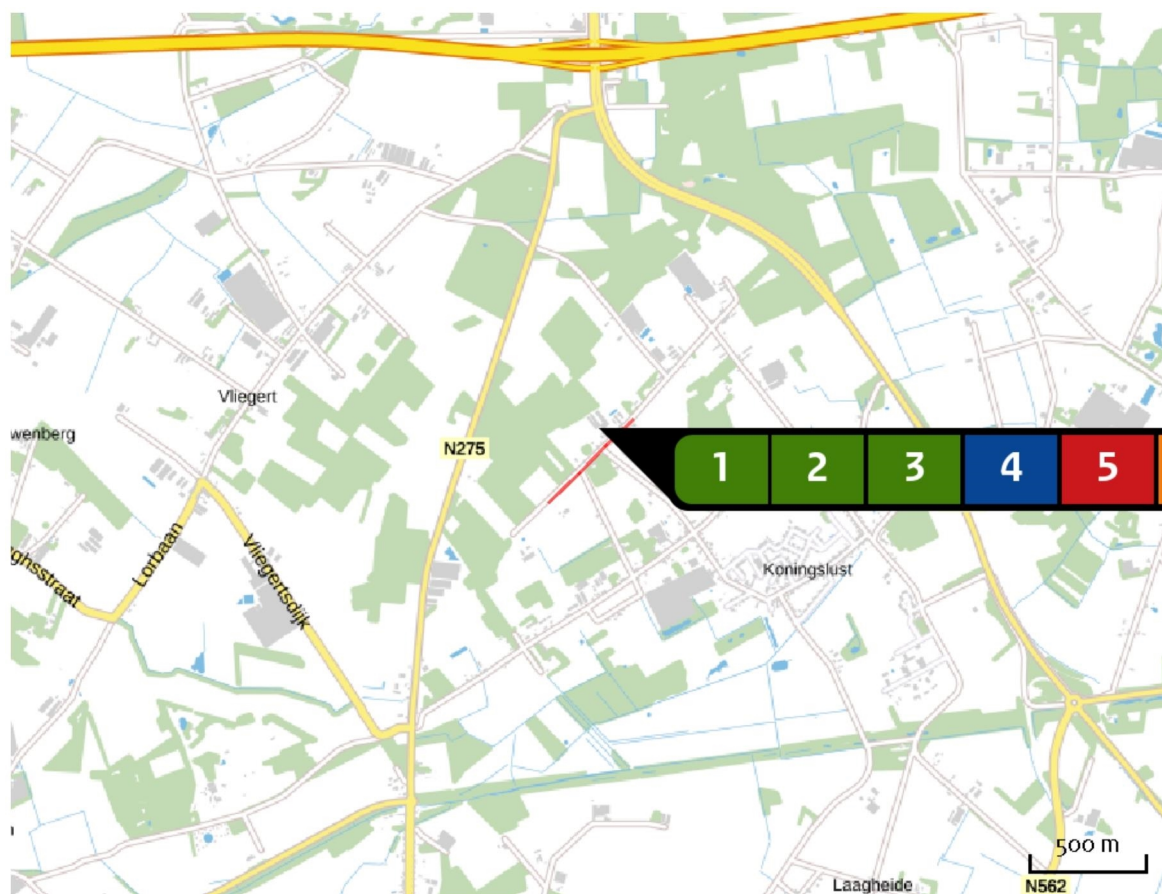 Vliegert
wenberg
N275
1 2 3 4 5
Lorbaan
Vliegertsdijk
ghsstraat
Koningslust
500 m
Laagheide
N562